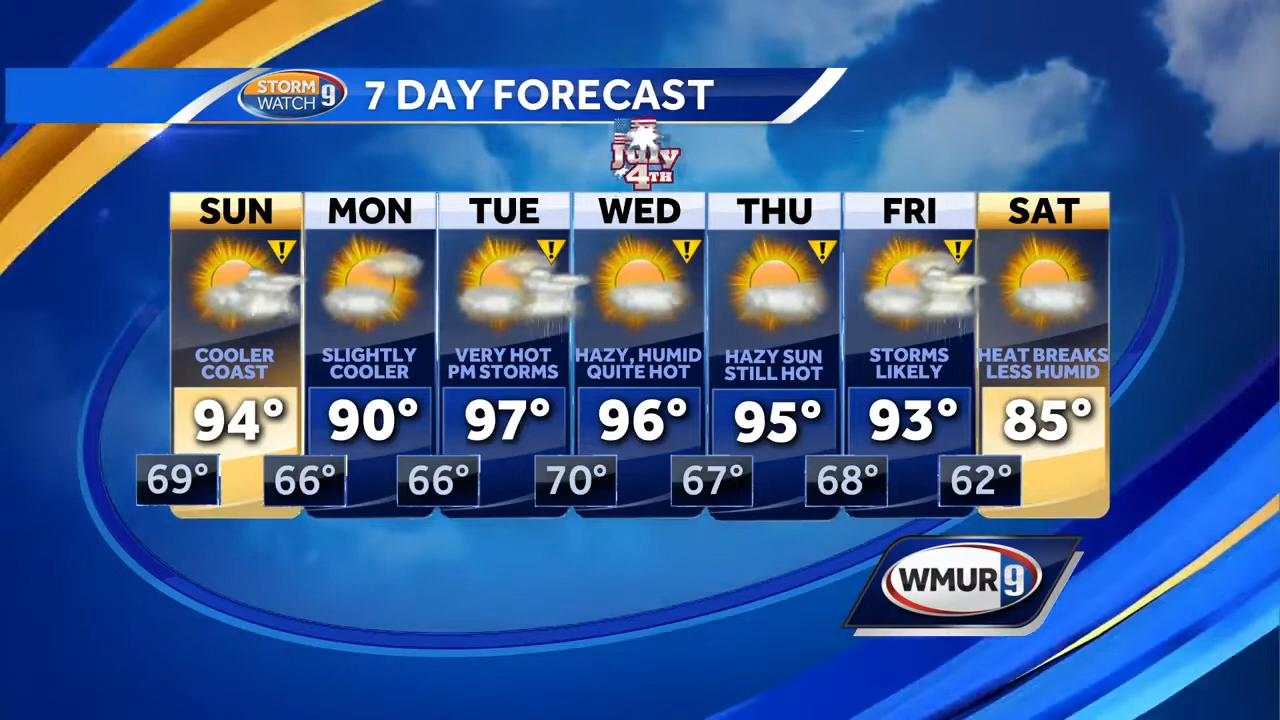 STORM
WATCH 9
7 DAY FORECAST
July
4TH
SUN MON TUE WED THU FRI SAT
! ! ! ! !
COOLER
COAST
SLIGHTLY
COOLER
VERY HOT
PM STORMS
HAZY, HUMID
QUITE HOT
HAZY SUN
STILL HOT
STORMS
LIKELY
HEAT BREAKS
LESS HUMID
94° 90° 97° 96° 95° 93° 85°
69° 66° 66° 70° 67° 68° 62°
WMUR 9